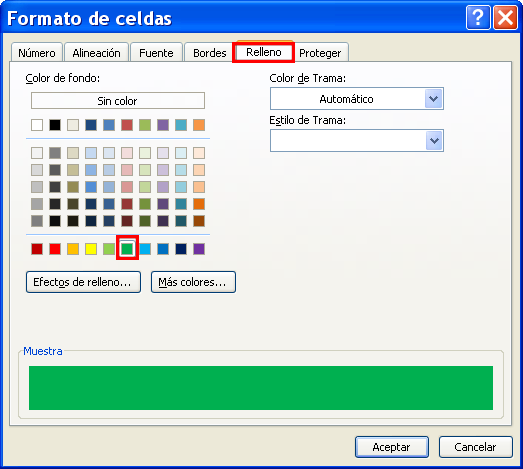 Formato de celdas
Número Alineación Fuente Bordes Relleno Proteger
Color de fondo:
Sin color
Color de Trama:
Automático
Estilo de Trama:
Efectos de relleno...
Más colores...
Muestra
Aceptar Cancelar